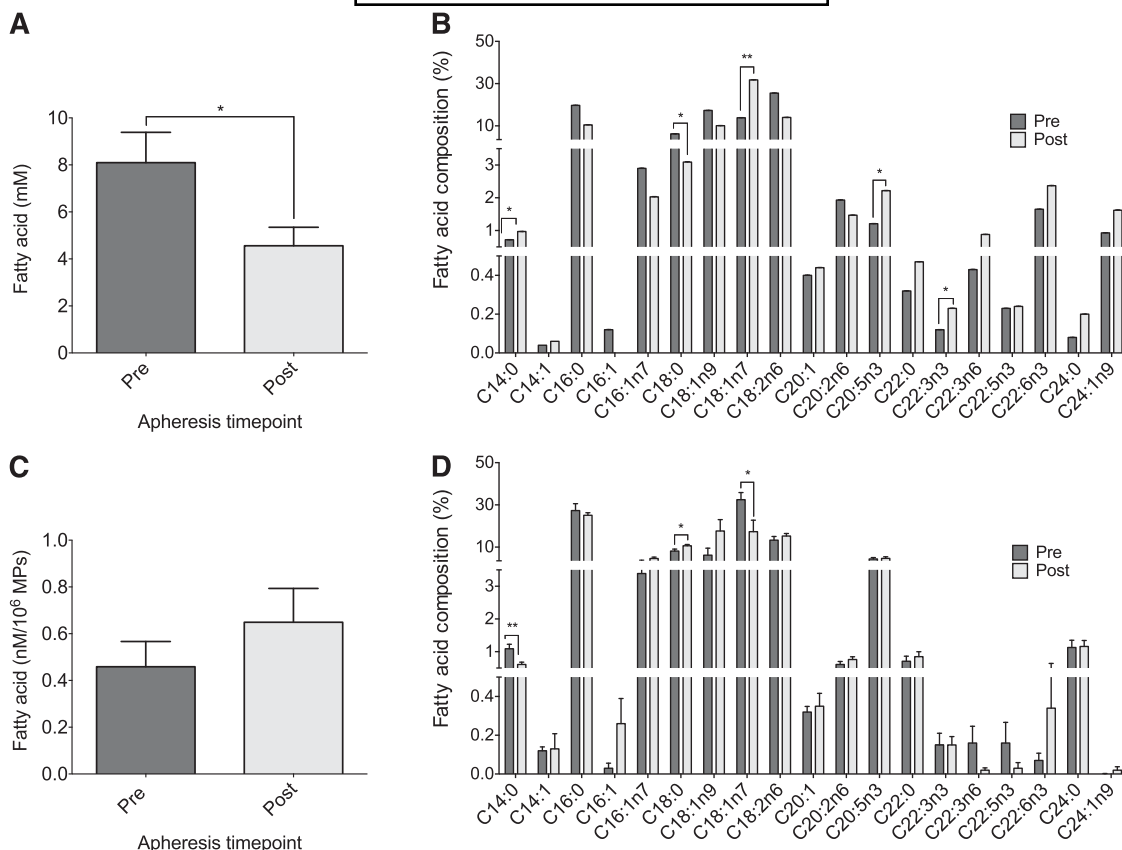 A
Fatty acid (mM)
10
8
6
4
2
0
*
Pre
Post
Apheresis timepoint
B
Fatty acid composition (%)
50
30
10
3
2
1
0.4
0.2
0.0
*
*
**
*
*
Pre
Post
C14:0
C14:1
C16:0
C16:1
C16:1n7
C18:0
C18:1n9
C18:1n7
C18:2n6
C20:1
C20:2n6
C20:5n3
C22:0
C22:3n3
C22:3n6
C22:5n3
C22:6n3
C24:0
C24:1n9
C
Fatty acid (nM/10⁶ MPs)
1.0
0.8
0.6
0.4
0.2
0.0
Pre
Post
Apheresis timepoint
D
Fatty acid composition (%)
50
30
10
3
2
1
0.4
0.2
0.0
**
*
*
Pre
Post
C14:0
C14:1
C16:0
C16:1
C16:1n7
C18:0
C18:1n9
C18:1n7
C18:2n6
C20:1
C20:2n6
C20:5n3
C22:0
C22:3n3
C22:3n6
C22:5n3
C22:6n3
C24:0
C24:1n9